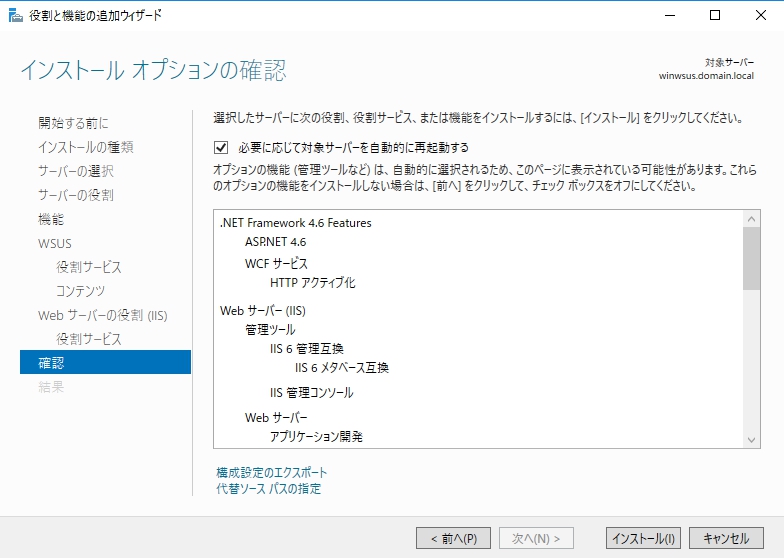 役割と機能の追加ウィザード
インストール オプションの確認
対象サーバー
winwsus.domain.local
開始する前に
インストールの種類
サーバーの選択
サーバーの役割
機能
WSUS
役割サービス
コンテンツ
Web サーバーの役割 (IIS)
役割サービス
確認
結果
選択したサーバーに次の役割、役割サービス、または機能をインストールするには、[インストール] をクリックしてください。
必要に応じて対象サーバーを自動的に再起動する
オプションの機能 (管理ツールなど) は、自動的に選択されるため、このページに表示されている可能性があります。これら
のオプションの機能をインストールしない場合は、[前へ] をクリックして、チェック ボックスをオフにしてください。
.NET Framework 4.6 Features
ASP.NET 4.6
WCF サービス
HTTP アクティブ化
Web サーバー (IIS)
管理ツール
IIS 6 管理互換
IIS 6 メタベース互換
IIS 管理コンソール
Web サーバー
アプリケーション開発
構成設定のエクスポート
代替ソース パスの指定
< 前へ(P)
次へ(N) >
インストール(I)
キャンセル